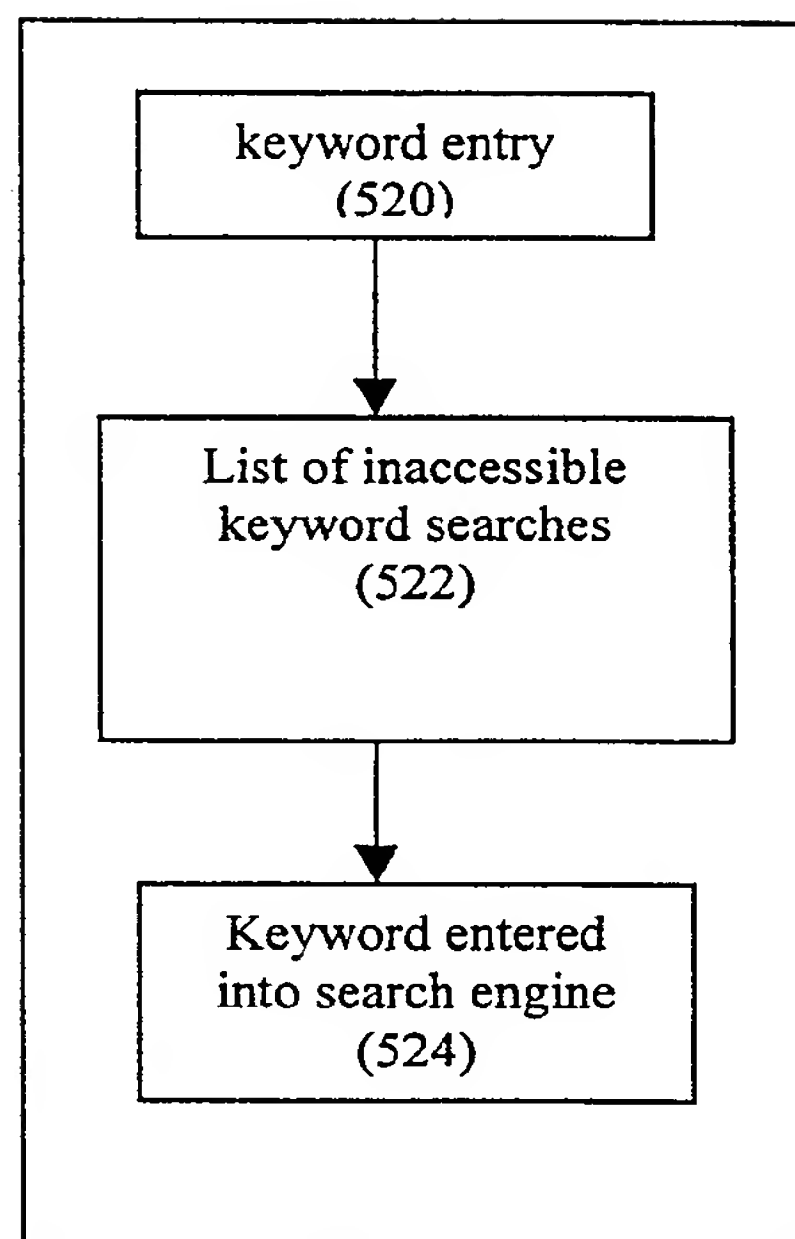 keyword entry
(520)
List of inaccessible
keyword searches
(522)
Keyword entered
into search engine
(524)